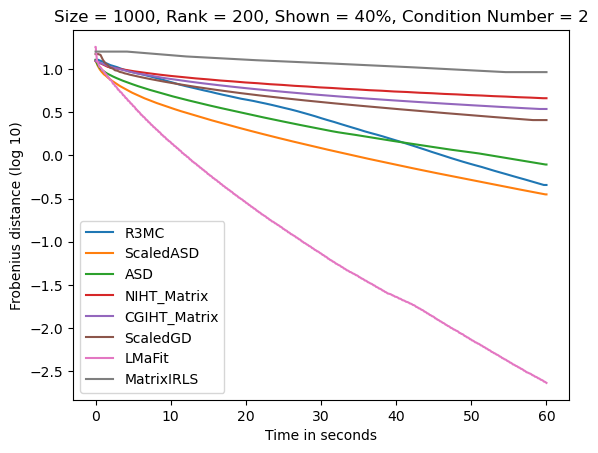 Size = 1000, Rank = 200, Shown = 40%, Condition Number = 2
Frobenius distance (log 10)
1.0
0.5
0.0
−0.5
−1.0
−1.5
−2.0
−2.5
R3MC
ScaledASD
ASD
NIHT_Matrix
CGIHT_Matrix
ScaledGD
LMaFit
MatrixIRLS
0 10 20 30 40 50 60
Time in seconds